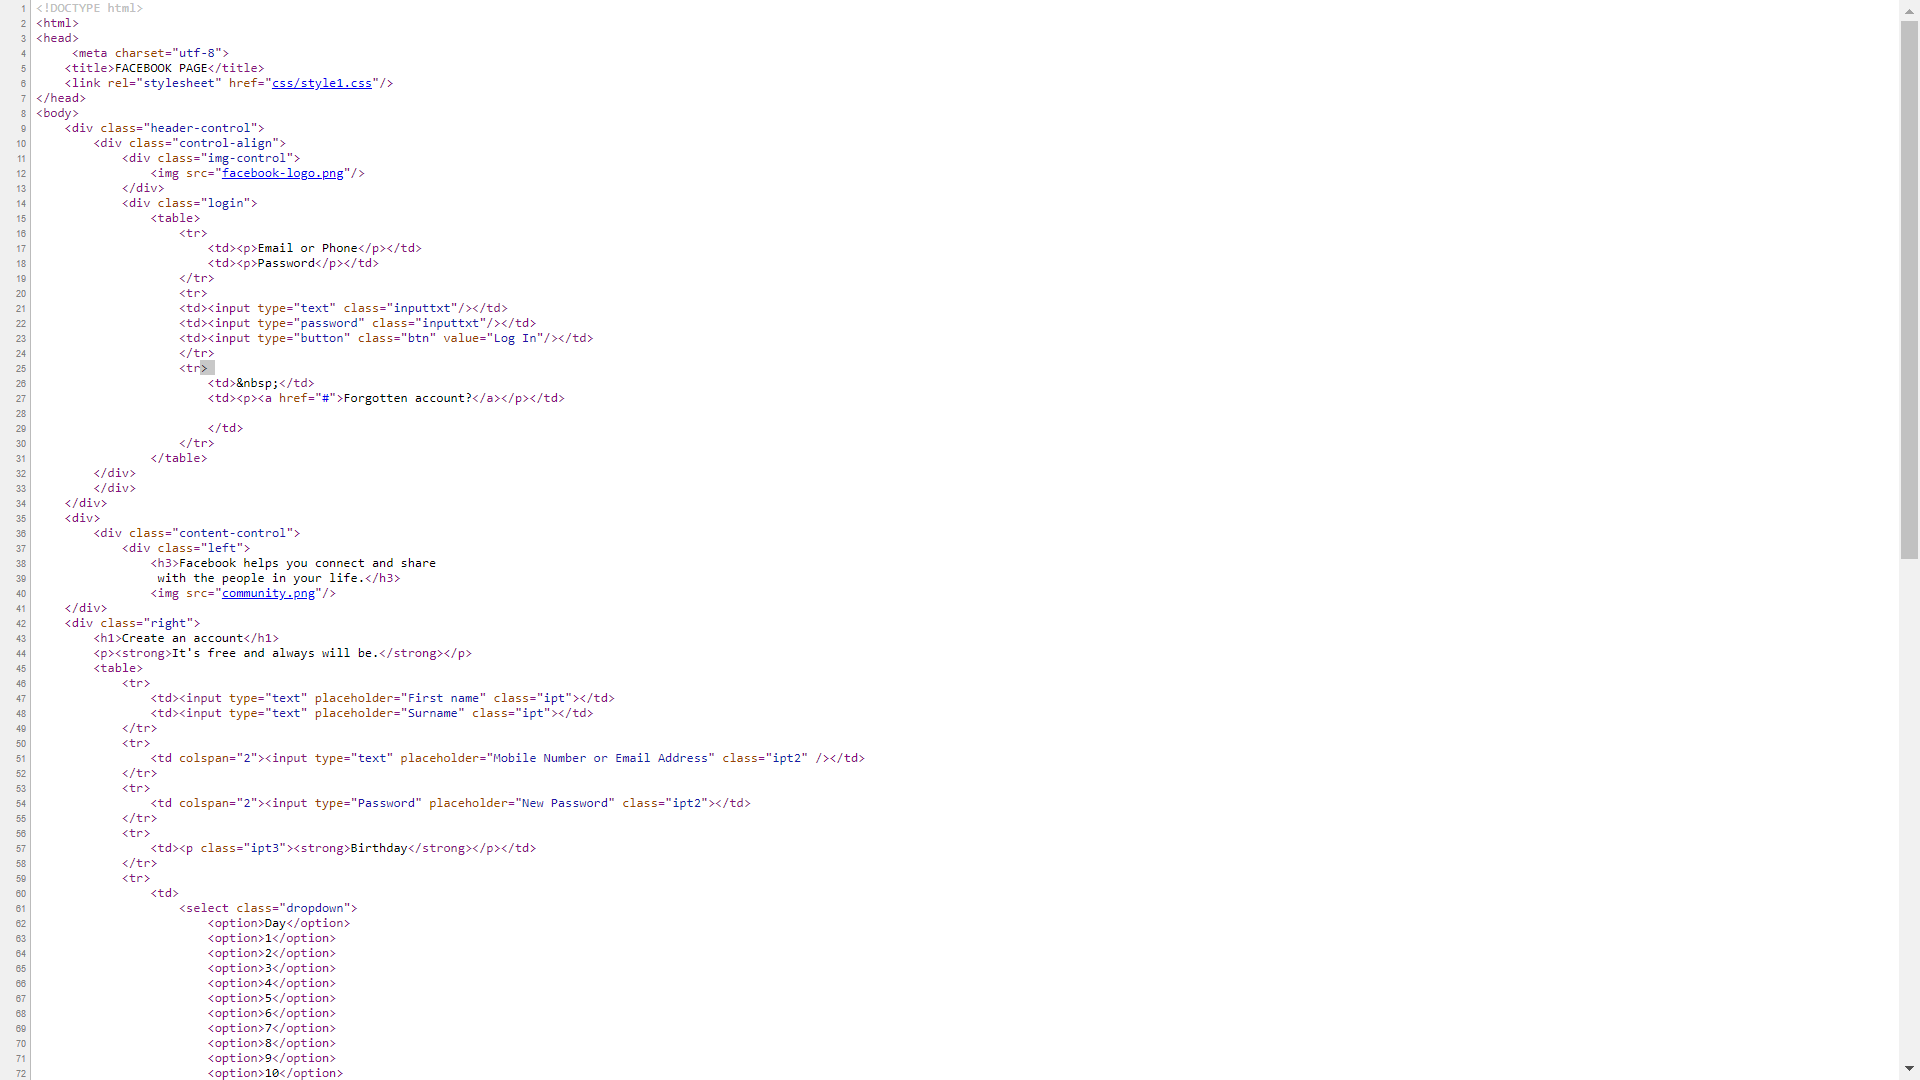 1 <!DOCTYPE html>
2 <html>
3 <head>
4 <meta charset="utf-8">
5 <title>FACEBOOK PAGE</title>
6 <link rel="stylesheet" href="css/style1.css"/>
7 </head>
8 <body>
9 <div class="header-control">
10 <div class="control-align">
11 <div class="img-control">
12 <img src="facebook-logo.png"/>
13 </div>
14 <div class="login">
15 <table>
16 <tr>
17 <td><p>Email or Phone</p></td>
18 <td><p>Password</p></td>
19 </tr>
20 <tr>
21 <td><input type="text" class="inputtxt"/></td>
22 <td><input type="password" class="inputtxt"/></td>
23 <td><input type="button" class="btn" value="Log In"/></td>
24 </tr>
25 <tr>
26 <td>&nbsp;</td>
27 <td><p><a href="#">Forgotten account?</a></p></td>
28
29 </td>
30 </tr>
31 </table>
32 </div>
33 </div>
34 </div>
35 <div>
36 <div class="content-control">
37 <div class="left">
38 <h3>Facebook helps you connect and share
39 with the people in your life.</h3>
40 <img src="community.png"/>
41 </div>
42 <div class="right">
43 <h1>Create an account</h1>
44 <p><strong>It's free and always will be.</strong></p>
45 <table>
46 <tr>
47 <td><input type="text" placeholder="First name" class="ipt"></td>
48 <td><input type="text" placeholder="Surname" class="ipt"></td>
49 </tr>
50 <tr>
51 <td colspan="2"><input type="text" placeholder="Mobile Number or Email Address" class="ipt2" /></td>
52 </tr>
53 <tr>
54 <td colspan="2"><input type="Password" placeholder="New Password" class="ipt2"></td>
55 </tr>
56 <tr>
57 <td><p class="ipt3"><strong>Birthday</strong></p></td>
58 </tr>
59 <tr>
60 <td>
61 <select class="dropdown">
62 <option>Day</option>
63 <option>1</option>
64 <option>2</option>
65 <option>3</option>
66 <option>4</option>
67 <option>5</option>
68 <option>6</option>
69 <option>7</option>
70 <option>8</option>
71 <option>9</option>
72 <option>10</option>